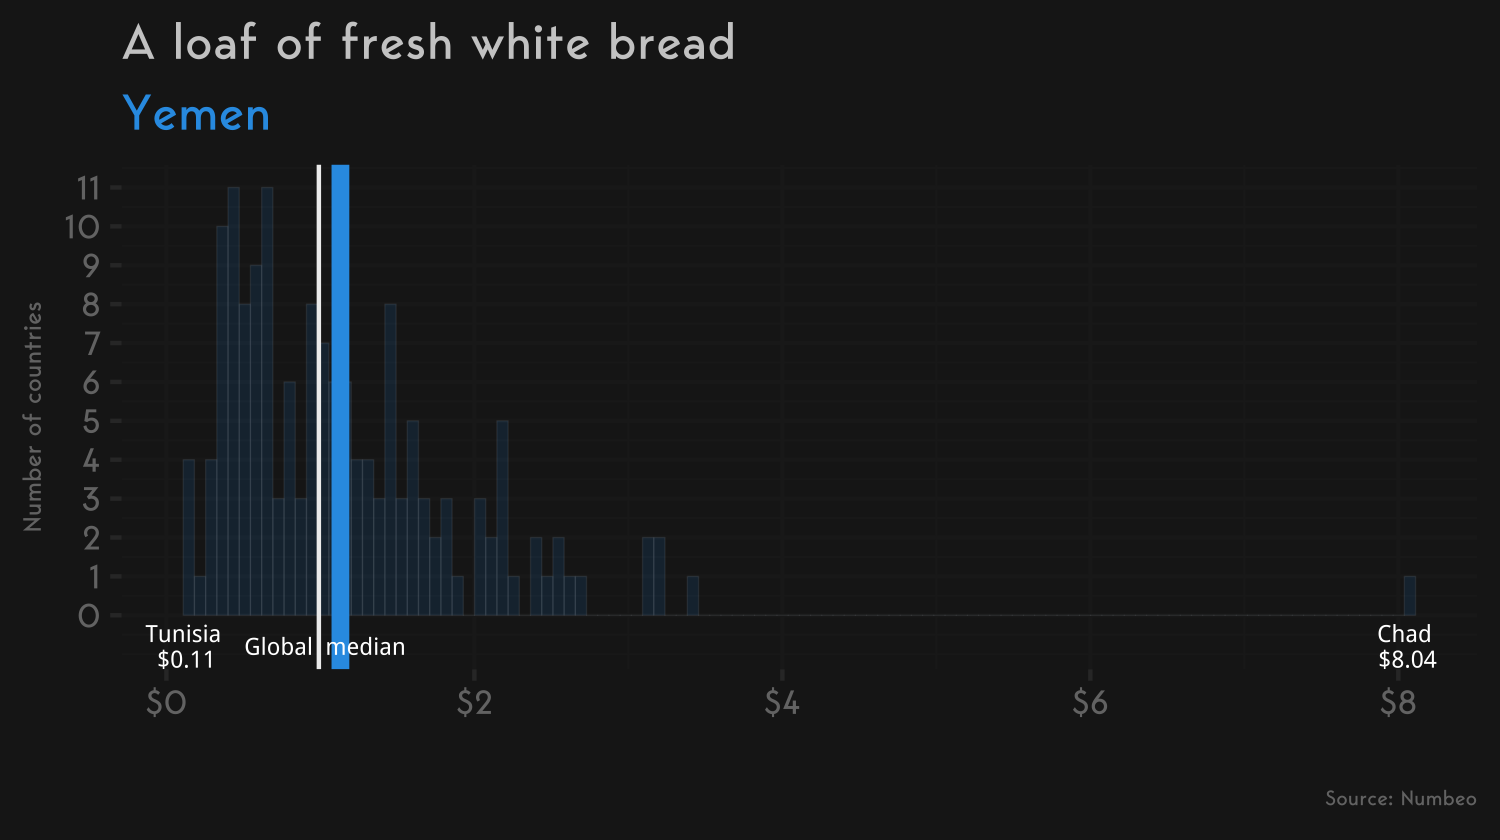 A loaf of fresh white bread
Yemen
Number of countries
11
10
9
8
7
6
5
4
3
2
1
0
Tunisia
$0.11
Global median
Chad
$8.04
$0 $2 $4 $6 $8
Source: Numbeo